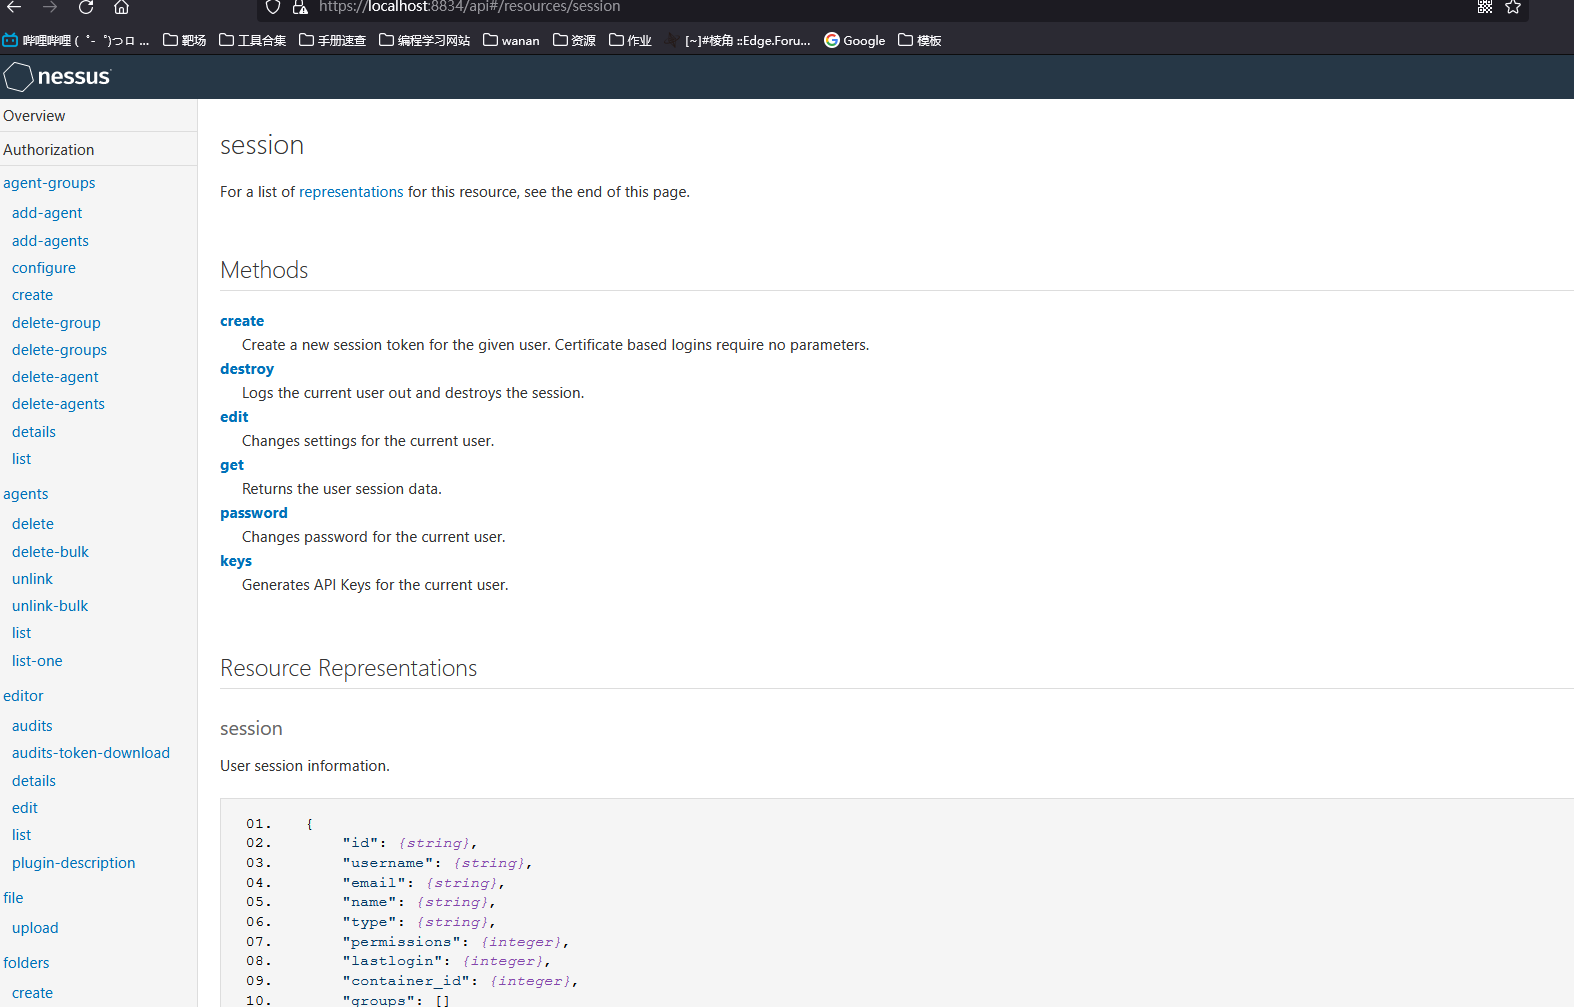 https://localhost:8834/api#/resources/session
哔哩哔哩 ( ゜- ゜)つロ ...
靶场
工具合集
手册速查
编程学习网站
wanan
资源
作业
[~]#棱角 ::Edge.Foru...
Google
模板
nessus
Overview
Authorization
agent-groups
add-agent
add-agents
configure
create
delete-group
delete-groups
delete-agent
delete-agents
details
list
agents
delete
delete-bulk
unlink
unlink-bulk
list
list-one
editor
audits
audits-token-download
details
edit
list
plugin-description
file
upload
folders
create
session
For a list of representations for this resource, see the end of this page.
Methods
create
Create a new session token for the given user. Certificate based logins require no parameters.
destroy
Logs the current user out and destroys the session.
edit
Changes settings for the current user.
get
Returns the user session data.
password
Changes password for the current user.
keys
Generates API Keys for the current user.
Resource Representations
session
User session information.
01. {
02. "id": {string},
03. "username": {string},
04. "email": {string},
05. "name": {string},
06. "type": {string},
07. "permissions": {integer},
08. "lastlogin": {integer},
09. "container_id": {integer},
10. "groups": []